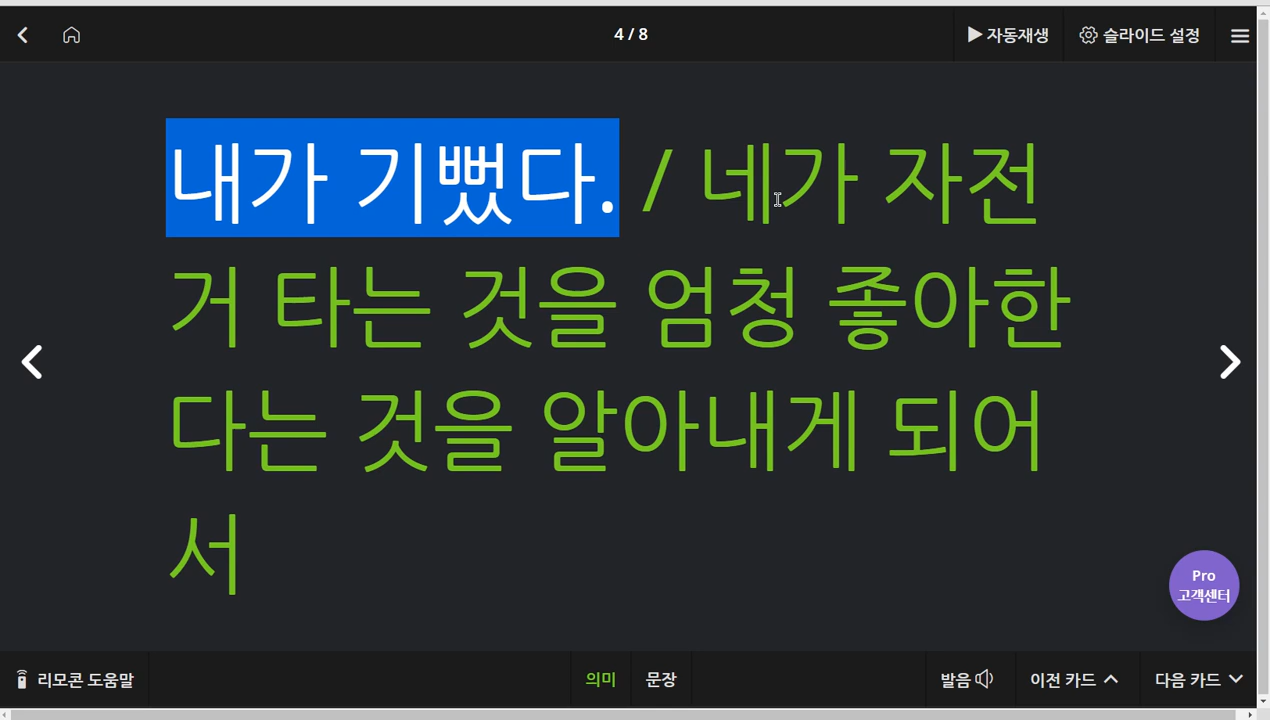 4 / 8
자동재생
슬라이드 설정
내가 기뻤다. / 네가 자전
거 타는 것을 엄청 좋아한
다는 것을 알아내게 되어
서
Pro
고객센터
리모콘 도움말
의미
문장
발음
이전 카드
다음 카드